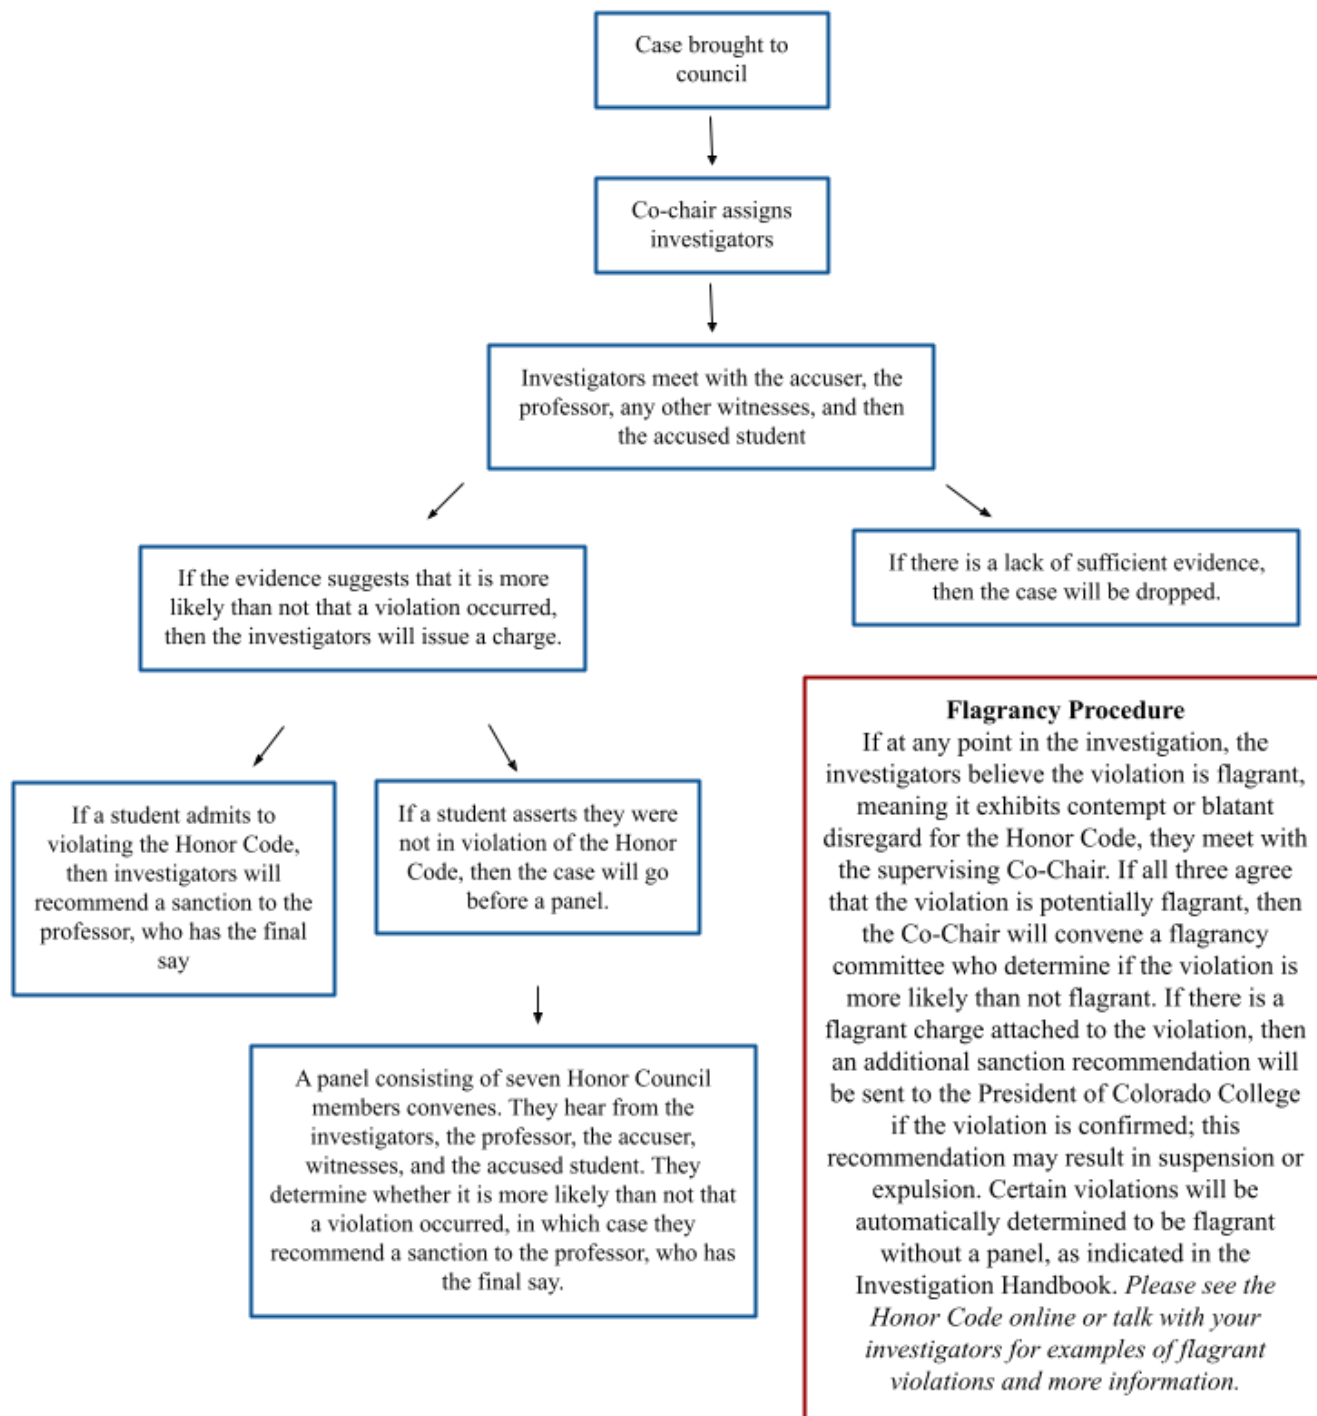 Case brought to
council
Co-chair assigns
investigators
Investigators meet with the accuser, the
professor, any other witnesses, and then
the accused student
If the evidence suggests that it is more
likely than not that a violation occurred,
then the investigators will issue a charge.
If there is a lack of sufficient evidence,
then the case will be dropped.
If a student admits to
violating the Honor Code,
then investigators will
recommend a sanction to the
professor, who has the final
say
If a student asserts they were
not in violation of the Honor
Code, then the case will go
before a panel.
A panel consisting of seven Honor Council
members convenes. They hear from the
investigators, the professor, the accuser,
witnesses, and the accused student. They
determine whether it is more likely than not that
a violation occurred, in which case they
recommend a sanction to the professor, who has
the final say.
Flagrancy Procedure
If at any point in the investigation, the
investigators believe the violation is flagrant,
meaning it exhibits contempt or blatant
disregard for the Honor Code, they meet with
the supervising Co-Chair. If all three agree
that the violation is potentially flagrant, then
the Co-Chair will convene a flagrancy
committee who determine if the violation is
more likely than not flagrant. If there is a
flagrant charge attached to the violation, then
an additional sanction recommendation will
be sent to the President of Colorado College
if the violation is confirmed; this
recommendation may result in suspension or
expulsion. Certain violations will be
automatically determined to be flagrant
without a panel, as indicated in the
Investigation Handbook. Please see the
Honor Code online or talk with your
investigators for examples of flagrant
violations and more information.